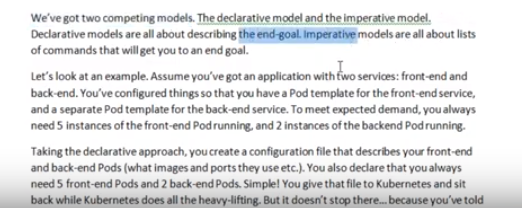 We've got two competing models. The declarative model and the imperative model.
Declarative models are all about describing the end-goal. Imperative models are all about lists
of commands that will get you to an end goal.
Let's look at an example. Assume you've got an application with two services: front-end and
back-end. You've configured things so that you have a Pod template for the front-end service,
and a separate Pod template for the back-end service. To meet expected demand, you always
need 5 instances of the front-end Pod running, and 2 instances of the backend Pod running.
Taking the declarative approach, you create a configuration file that describes your front-end
and back-end Pods (what images and ports they use etc.). You also declare that you always
need 5 front-end Pods and 2 back-end Pods. Simple! You give that file to Kubernetes and sit
back while Kubernetes does all the heavy-lifting. But it doesn't stop there... because you've told